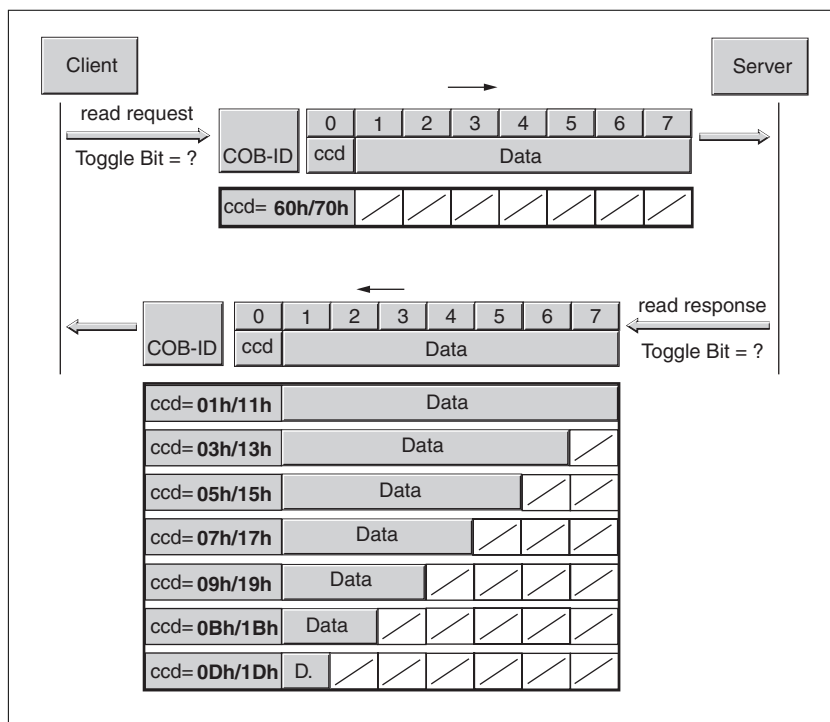 Client
Server
read request
Toggle Bit = ?
COB-ID
0 1 2 3 4 5 6 7
ccd Data
ccd= 60h/70h
read response
Toggle Bit = ?
COB-ID
0 1 2 3 4 5 6 7
ccd Data
ccd= 01h/11h Data
ccd= 03h/13h Data
ccd= 05h/15h Data
ccd= 07h/17h Data
ccd= 09h/19h Data
ccd= 0Bh/1Bh Data
ccd= 0Dh/1Dh D.